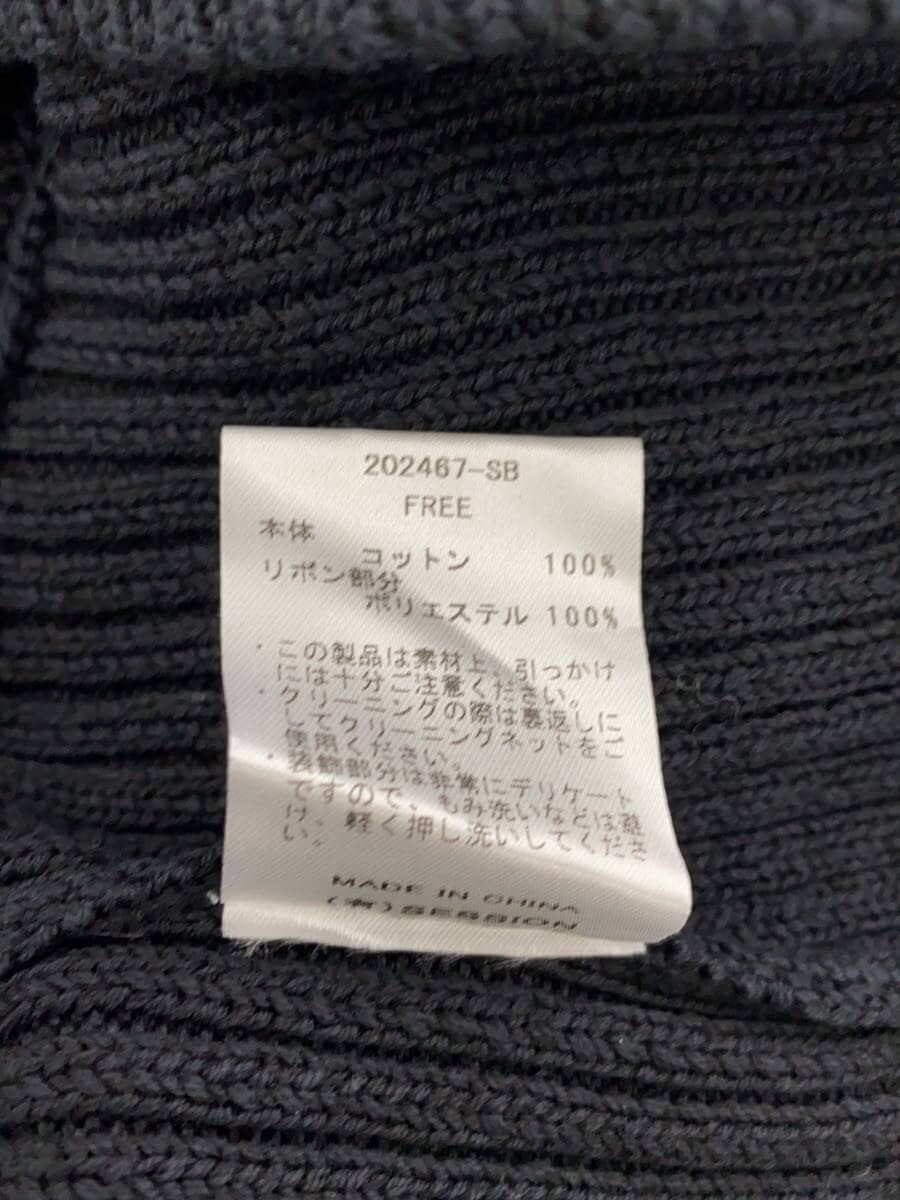 202467-SB
FREE
本体
コットン 100%
リボン部分
ポリエステル 100%
・この製品は素材上、引っかけ
には十分ご注意ください。
・クリーニングの際は裏返しに
してクリーニングネットをご
使用ください。
・装飾部分は非常にデリケート
ですので、もみ洗いなどは避
け、軽く押し洗いしてくださ
い。
MADE IN CHINA
(有)SESSION